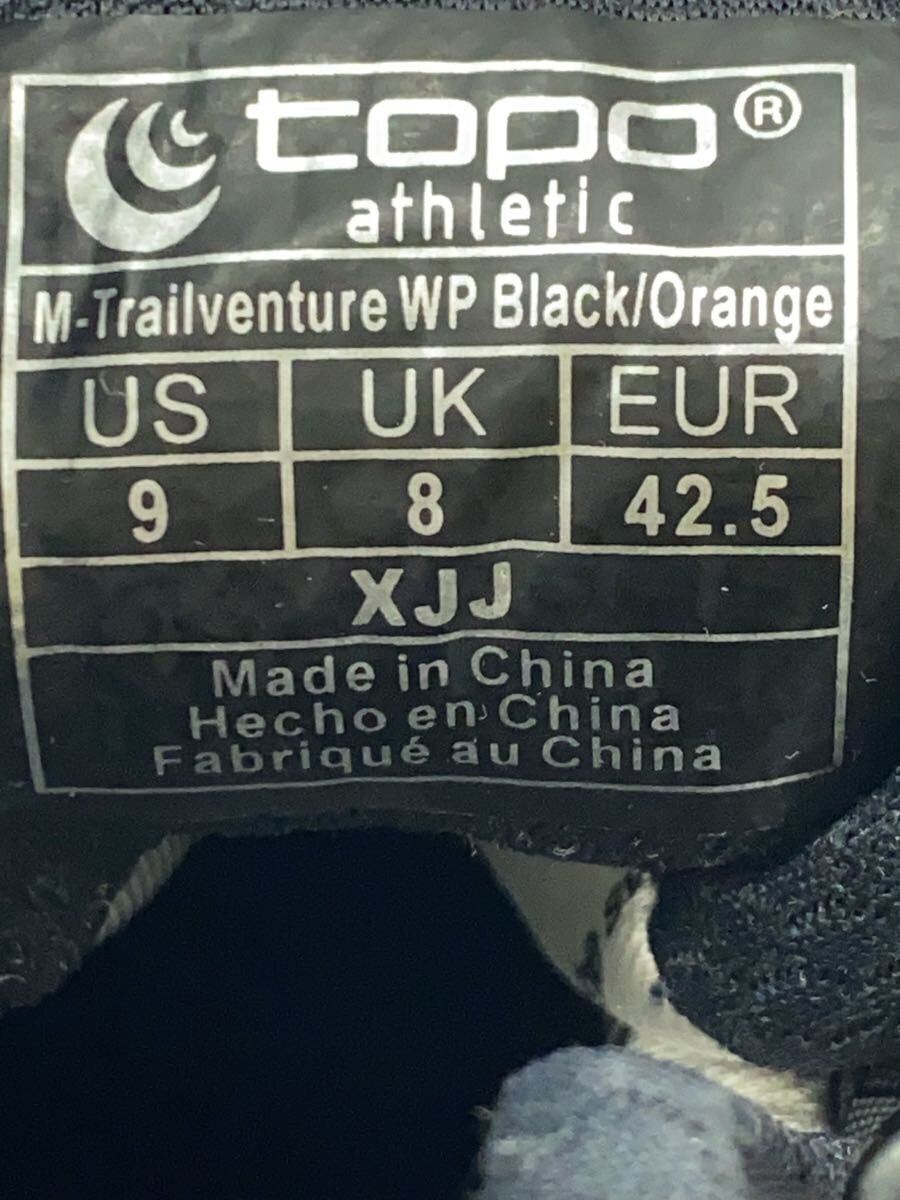 topo®
athletic
M-Trailventure WP Black/Orange
US UK EUR
9 8 42.5
XJJ
Made in China
Hecho en China
Fabriqué au China